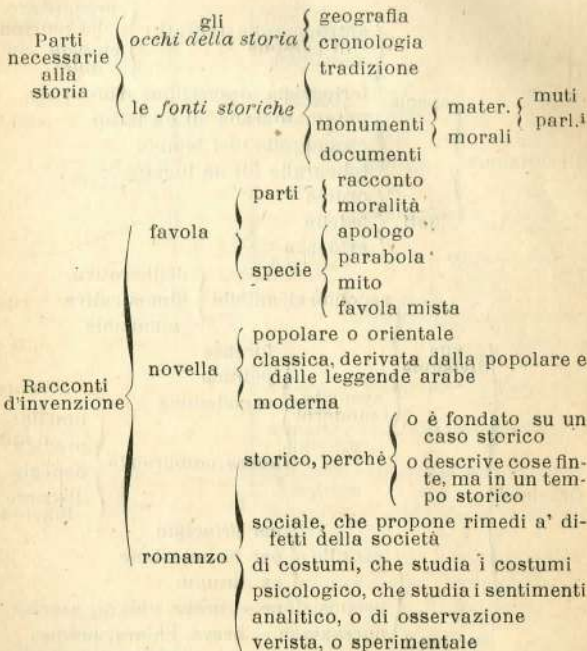 Parti
necessarie
alla
storia
gli
occhi della storia
geografia
cronologia
le fonti storiche
tradizione
monumenti
mater.
muti
parl.i
morali
documenti
Racconti
d'invenzione
favola
parti
racconto
moralità
specie
apologo
parabola
mito
favola mista
novella
popolare o orientale
classica, derivata dalla popolare e
dalle leggende arabe
moderna
romanzo
storico, perchè
o è fondato su un
caso storico
o descrive cose fin-
te, ma in un tem-
po storico
sociale, che propone rimedi a' di-
fetti della società
di costumi, che studia i costumi
psicologico, che studia i sentimenti
analitico, o di osservazione
verista, o sperimentale